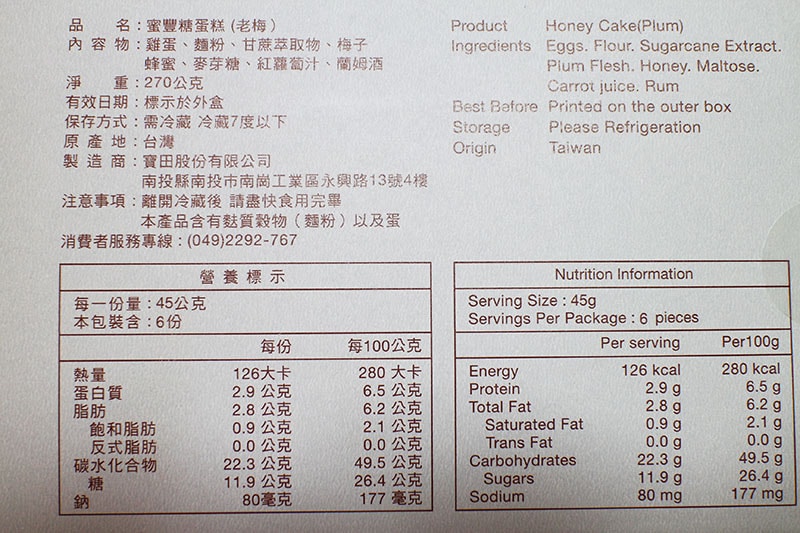 品 名：蜜豐糖蛋糕 (老梅)
內 容 物：雞蛋、麵粉、甘蔗萃取物、梅子
蜂蜜、麥芽糖、紅蘿蔔汁、蘭姆酒
淨 重：270公克
有效日期：標示於外盒
保存方式：需冷藏 冷藏7度以下
原 產 地：台灣
製 造 商：寶田股份有限公司
南投縣南投市南崗工業區永興路13號4樓
注意事項：離開冷藏後 請盡快食用完畢
本產品含有麩質穀物（麵粉）以及蛋
消費者服務專線：(049)2292-767
Product Honey Cake(Plum)
Ingredients Eggs. Flour. Sugarcane Extract.
Plum Flesh. Honey. Maltose.
Carrot juice. Rum
Best Before Printed on the outer box
Storage Please Refrigeration
Origin Taiwan
營養標示
每一份量：45公克
本包裝含：6份
每份 每100公克
熱量 126大卡 280 大卡
蛋白質 2.9 公克 6.5 公克
脂肪 2.8 公克 6.2 公克
飽和脂肪 0.9 公克 2.1 公克
反式脂肪 0.0 公克 0.0 公克
碳水化合物 22.3 公克 49.5 公克
糖 11.9 公克 26.4 公克
鈉 80毫克 177 毫克
Nutrition Information
Serving Size : 45g
Servings Per Package : 6 pieces
Per serving Per100g
Energy 126 kcal 280 kcal
Protein 2.9 g 6.5 g
Total Fat 2.8 g 6.2 g
Saturated Fat 0.9 g 2.1 g
Trans Fat 0.0 g 0.0 g
Carbohydrates 22.3 g 49.5 g
Sugars 11.9 g 26.4 g
Sodium 80 mg 177 mg